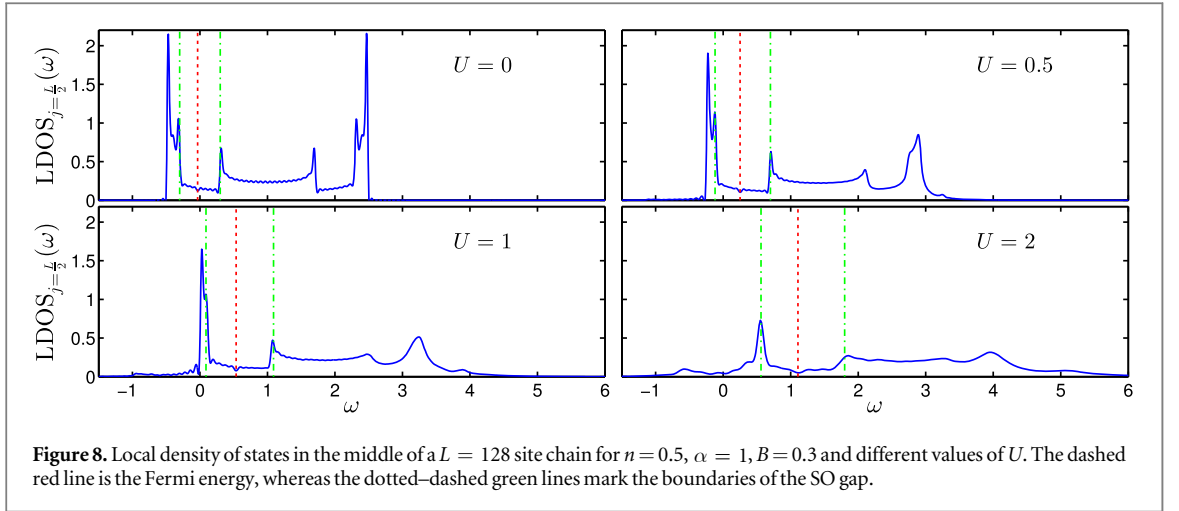 LDOS_{j=\frac{L}{2}}(ω)
2
1.5
1
0.5
0
U = 0
U = 0.5
LDOS_{j=\frac{L}{2}}(ω)
2
1.5
1
0.5
0
U = 1
U = 2
−1 0 1 2 3 4 5 6 −1 0 1 2 3 4 5 6
ω ω
Figure 8. Local density of states in the middle of a L = 128 site chain for n = 0.5, α = 1, B = 0.3 and different values of U. The dashed
red line is the Fermi energy, whereas the dotted–dashed green lines mark the boundaries of the SO gap.